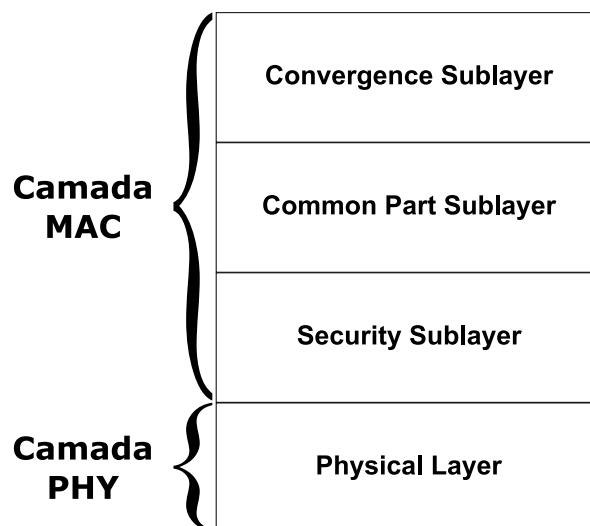 Convergence Sublayer
Camada
MAC
Common Part Sublayer
Security Sublayer
Camada
PHY
Physical Layer